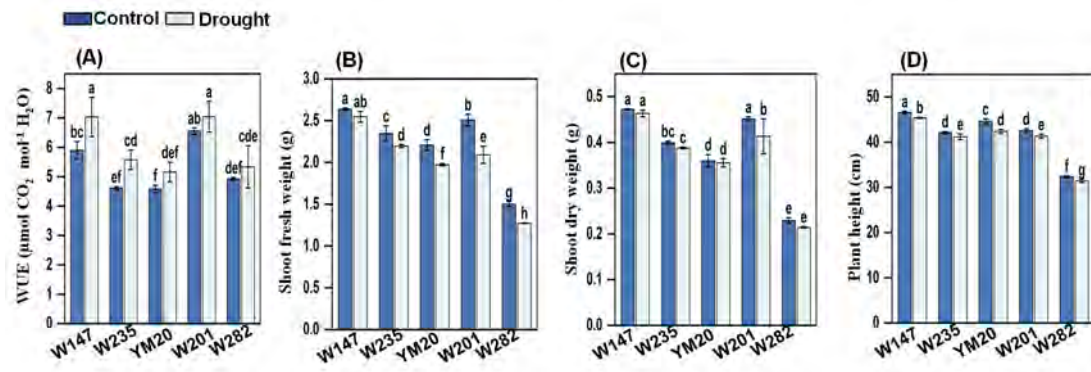 Control Drought
(A)
WUE (μmol CO₂ mol⁻¹ H₂O)
8
7
6
5
4
3
2
1
0
bc a ef cd f def ab a def cde
W147 W235 YM20 W201 W282
(B)
Shoot fresh weight (g)
3.0
2.5
2.0
1.5
1.0
0.5
0.0
a ab c d d f b e g h
W147 W235 YM20 W201 W282
(C)
Shoot dry weight (g)
0.5
0.4
0.3
0.2
0.1
0.0
a a c c d d a b e e
W147 W235 YM20 W201 W282
(D)
Plant height (cm)
50
40
30
20
10
0
a b d e c d d e f g
W147 W235 YM20 W201 W282